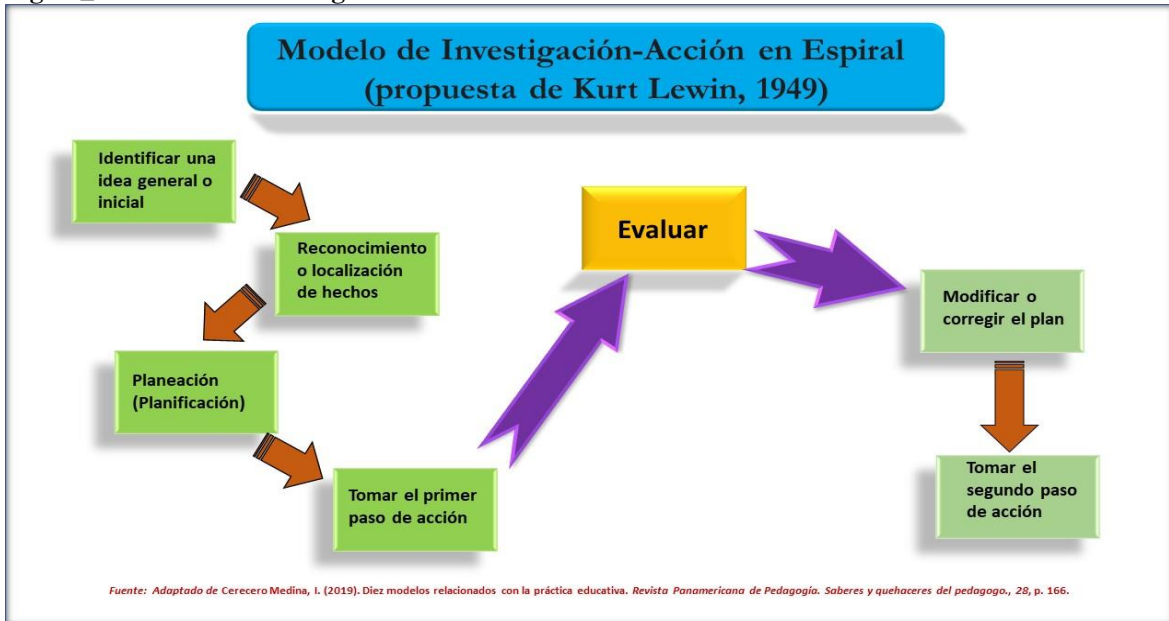 Modelo de Investigación-Acción en Espiral
(propuesta de Kurt Lewin, 1949)
Identificar una
idea general o
inicial
Reconocimiento
o localización
de hechos
Planeación
(Planificación)
Tomar el primer
paso de acción
Evaluar
Modificar o
corregir el plan
Tomar el
segundo paso
de acción
Fuente: Adaptado de Cerecero Medina, I. (2019). Diez modelos relacionados con la práctica educativa. Revista Panamericana de Pedagogía. Saberes y quehaceres del pedagogo., 28, p. 166.